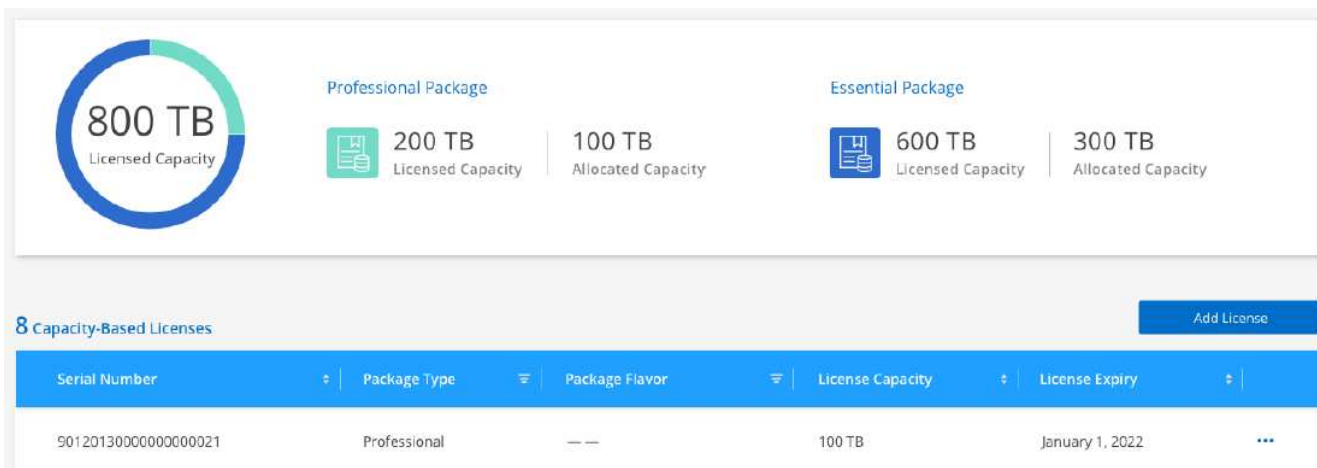 800 TB
Licensed Capacity
Professional Package
200 TB
Licensed Capacity
100 TB
Allocated Capacity
Essential Package
600 TB
Licensed Capacity
300 TB
Allocated Capacity
8 Capacity-Based Licenses
Add License
Serial Number Package Type Package Flavor License Capacity License Expiry
90120130000000000021 Professional — — 100 TB January 1, 2022 •••